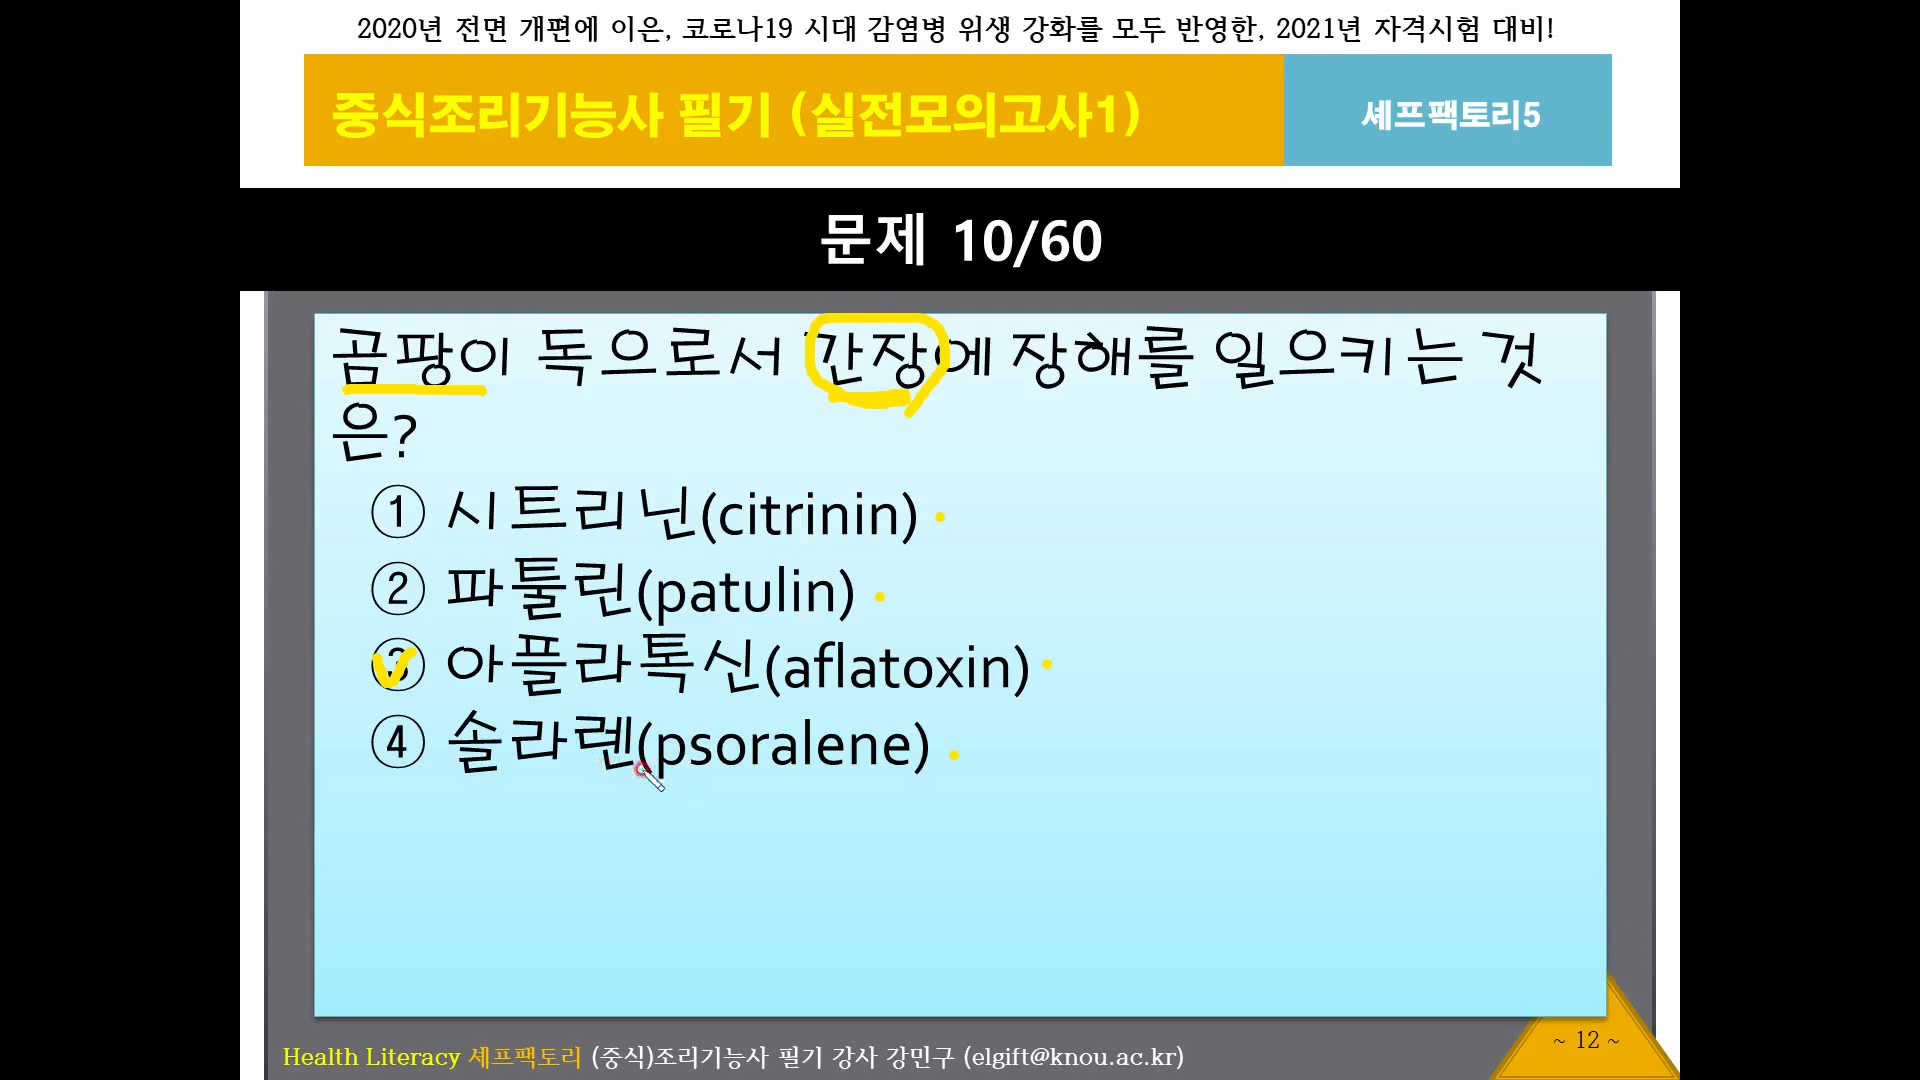 2020년 전면 개편에 이은, 코로나19 시대 감염병 위생 강화를 모두 반영한, 2021년 자격시험 대비!
중식조리기능사 필기 (실전모의고사1)
셰프팩토리5
문제 10/60
곰팡이 독으로서 간장에 장해를 일으키는 것
은?
① 시트리닌(citrinin)
② 파툴린(patulin)
③ 아플라톡신(aflatoxin)
④ 솔라렌(psoralene)
~ 12 ~
Health Literacy 셰프팩토리 (중식)조리기능사 필기 강사 강민구 (elgift@knou.ac.kr)